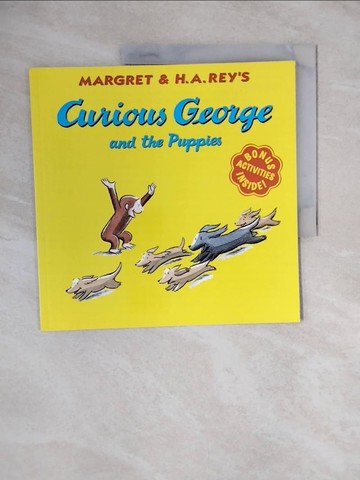 MARGRET & H.A.REY'S
Curious George
and the Puppies
BONUS
ACTIVITIES
INSIDE!